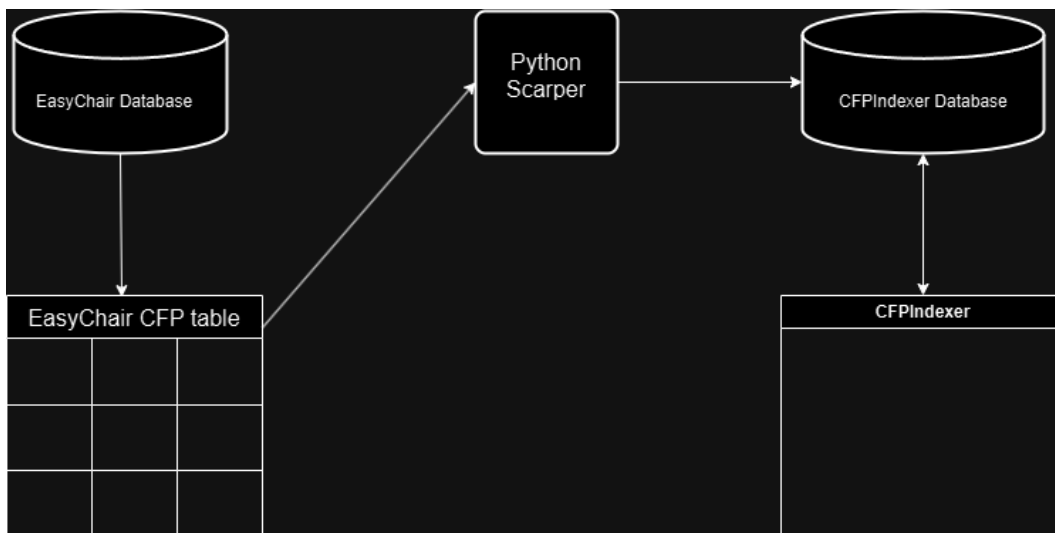 EasyChair Database
Python
Scarper
CFPIndexer Database
EasyChair CFP table
CFPIndexer